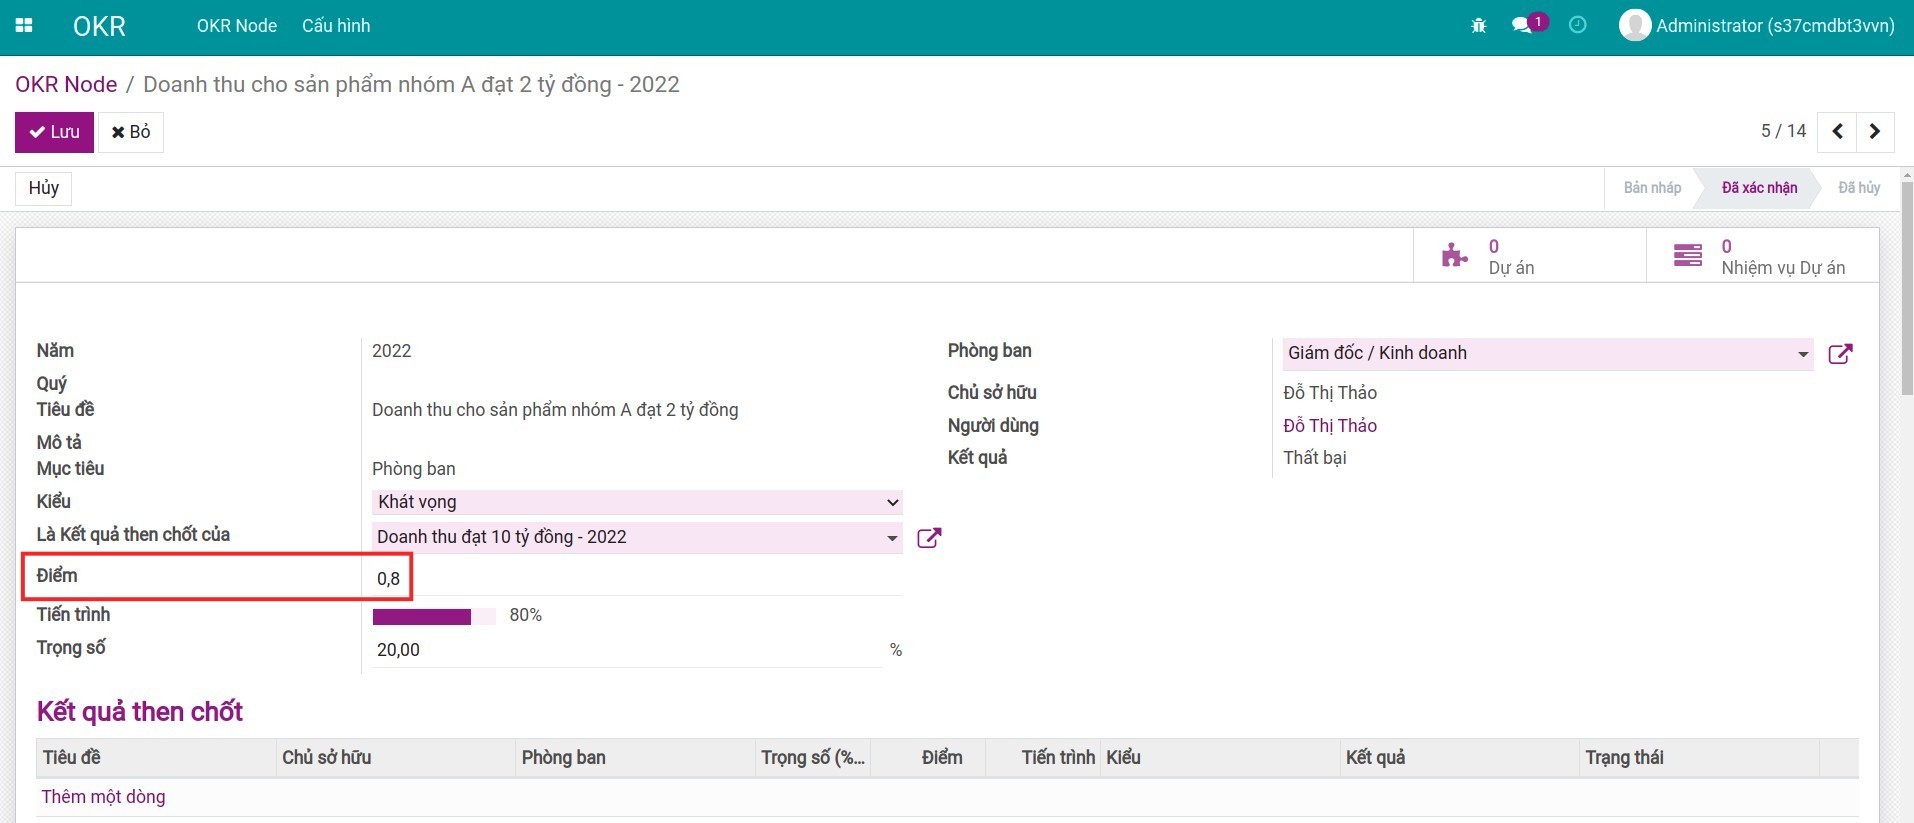 OKR OKR Node Cấu hình 1 Administrator (s37cmdbt3vvn)
OKR Node / Doanh thu cho sản phẩm nhóm A đạt 2 tỷ đồng - 2022
Lưu Bỏ 5 / 14
Hủy Bản nháp Đã xác nhận Đã hủy
0 Dự án
0 Nhiệm vụ Dự án
Năm 2022
Quý
Tiêu đề Doanh thu cho sản phẩm nhóm A đạt 2 tỷ đồng
Mô tả
Mục tiêu Phòng ban
Kiểu Khát vọng
Là Kết quả then chốt của Doanh thu đạt 10 tỷ đồng - 2022
Điểm 0,8
Tiến trình 80%
Trọng số 20,00 %
Phòng ban Giám đốc / Kinh doanh
Chủ sở hữu Đỗ Thị Thảo
Người dùng Đỗ Thị Thảo
Kết quả Thất bại
Kết quả then chốt
Tiêu đề Chủ sở hữu Phòng ban Trọng số (%... Điểm Tiến trình Kiểu Kết quả Trạng thái
Thêm một dòng